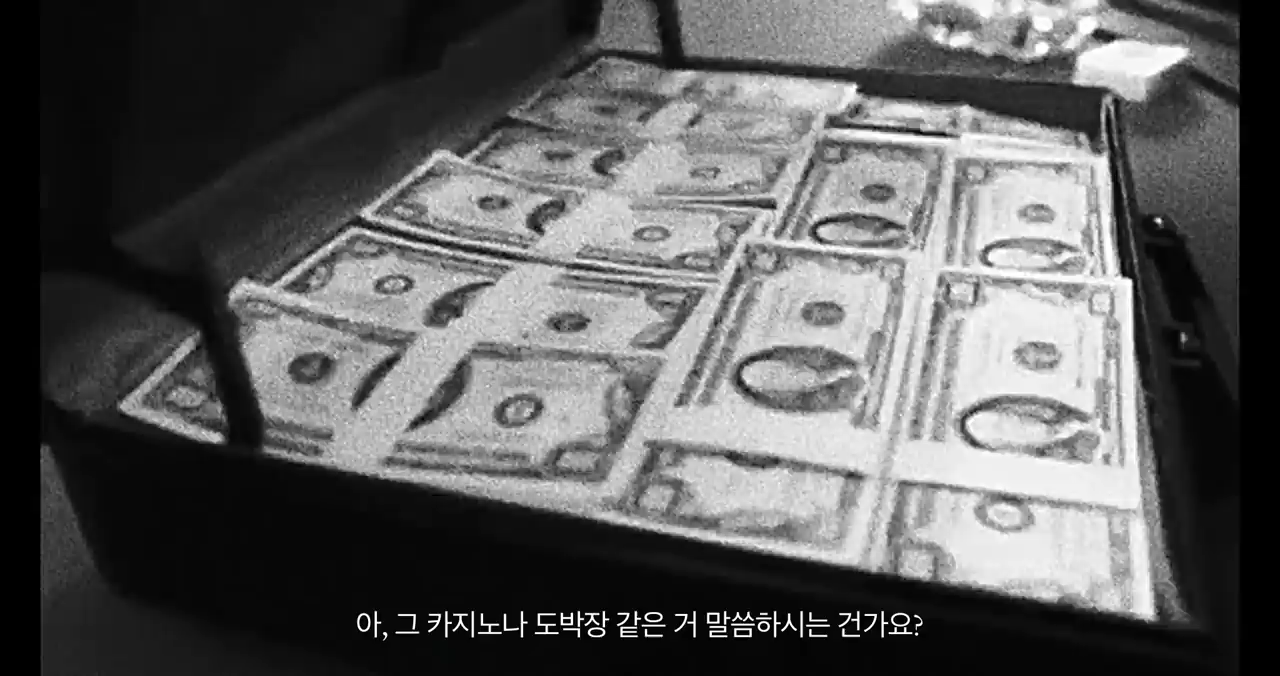 아, 그 카지노나 도박장 같은 거 말씀하시는 건가요?